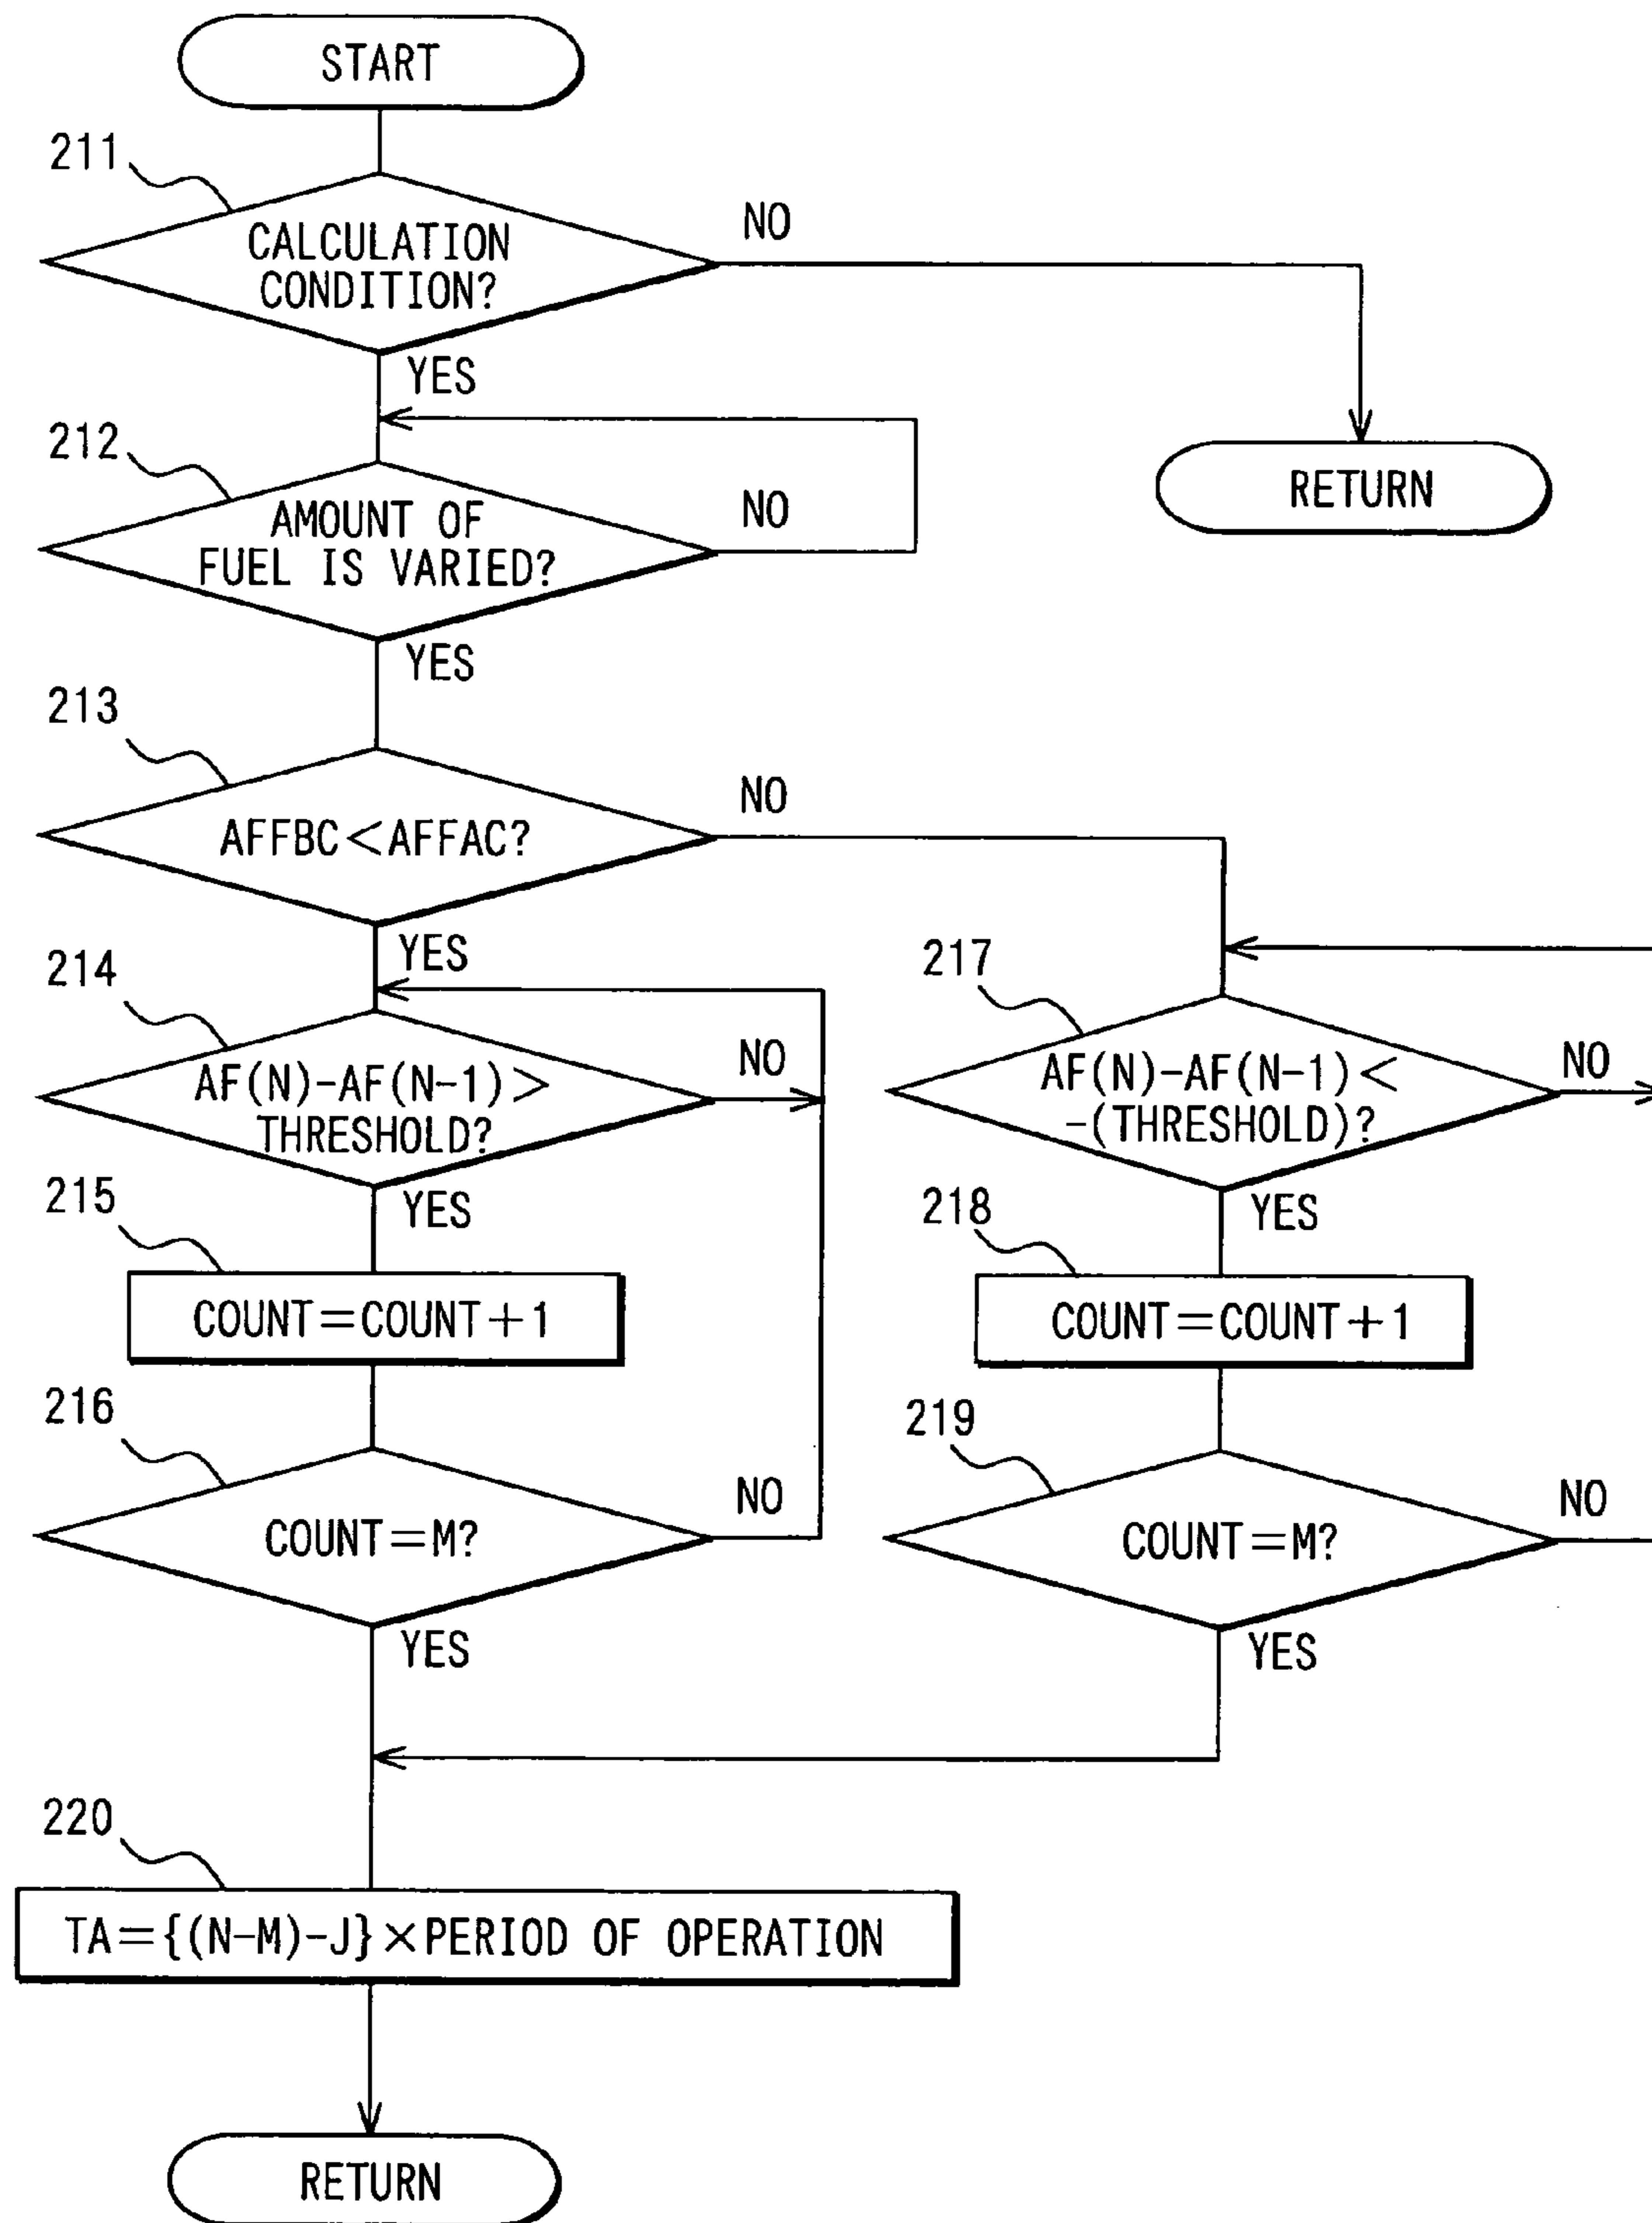 START
211
CALCULATION
CONDITION?
NO
YES
RETURN
212
AMOUNT OF
FUEL IS VARIED?
NO
YES
213
AFFBC<AFFAC?
NO
YES
214
AF(N)-AF(N-1)>
THRESHOLD?
NO
YES
215
COUNT=COUNT+1
216
COUNT=M?
NO
YES
217
AF(N)-AF(N-1)<
-(THRESHOLD)?
NO
YES
218
COUNT=COUNT+1
219
COUNT=M?
NO
YES
220
TA={(N-M)-J}×PERIOD OF OPERATION
RETURN